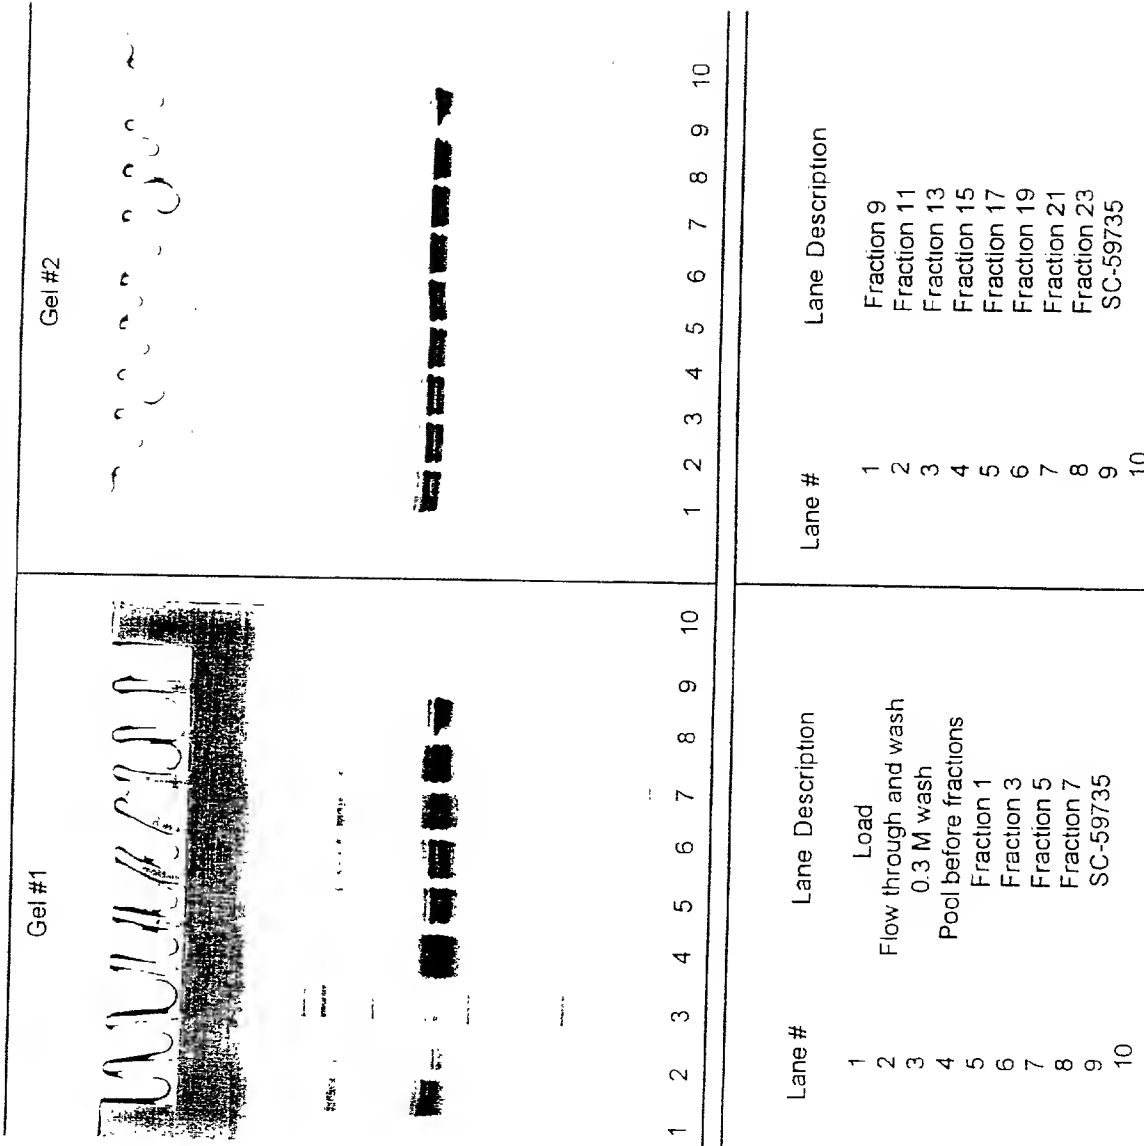 Gel #1
1 2 3 4 5 6 7 8 9 10
Lane # Lane Description
1 Load
2 Flow through and wash
3 0.3 M wash
4 Pool before fractions
5 Fraction 1
6 Fraction 3
7 Fraction 5
8 Fraction 7
9 SC-59735
10
Gel #2
1 2 3 4 5 6 7 8 9 10
Lane # Lane Description
1 Fraction 9
2 Fraction 11
3 Fraction 13
4 Fraction 15
5 Fraction 17
6 Fraction 19
7 Fraction 21
8 Fraction 23
9 SC-59735
10